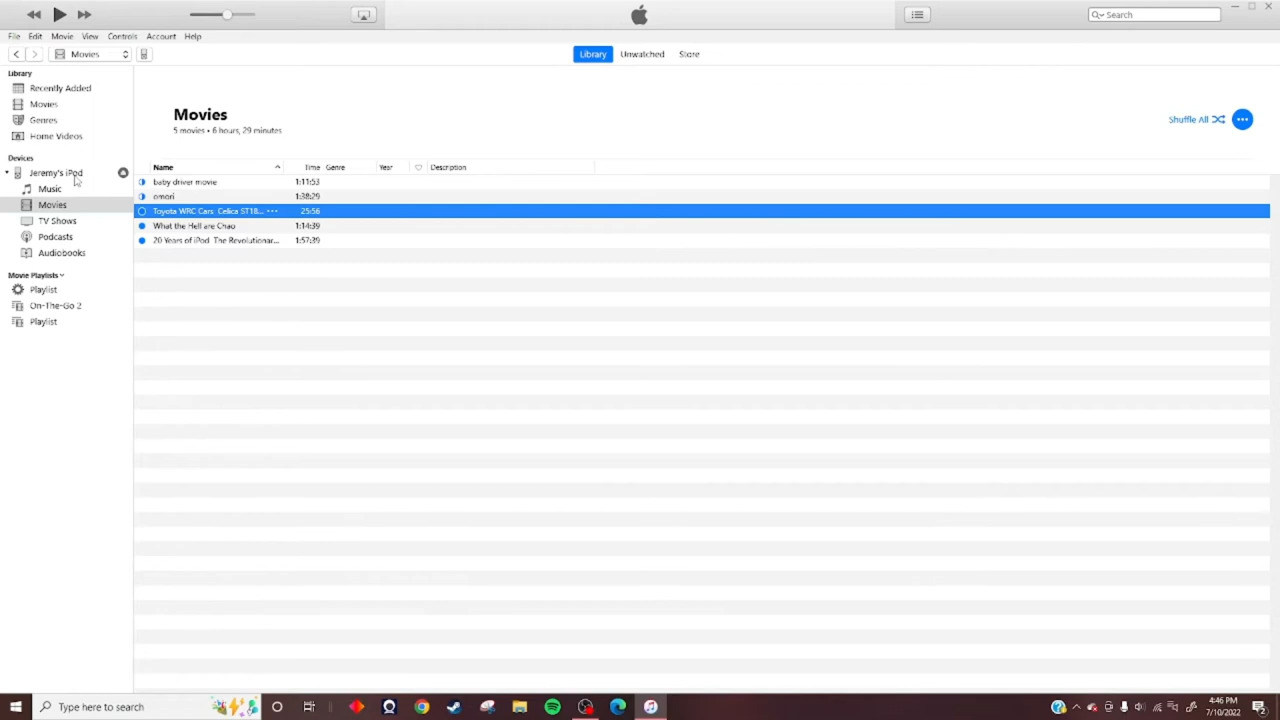 Search
File Edit Movie View Controls Account Help
Movies
Library Unwatched Store
Library
Recently Added
Movies
Genres
Home Videos
Devices
Jeremy's iPod
Music
Movies
TV Shows
Podcasts
Audiobooks
Movie Playlists
Playlist
On-The-Go 2
Playlist
Movies
5 movies • 6 hours, 29 minutes
Shuffle All
Name Time Genre Year Description
baby driver movie 1:11:53
omori 1:38:29
Toyota WRC Cars Celica ST18... 25:56
What the Hell are Chao 1:14:39
20 Years of iPod The Revolutionar... 1:57:39
Type here to search
4:46 PM
7/10/2022
2